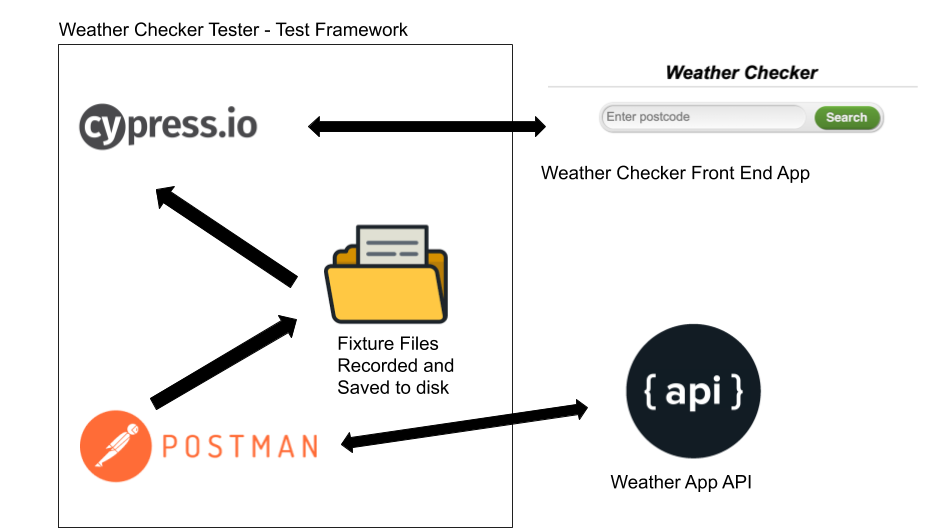 Weather Checker Tester - Test Framework
cypress.io
Weather Checker
Enter postcode
Search
Weather Checker Front End App
Fixture Files
Recorded and
Saved to disk
{ api }
POSTMAN
Weather App API